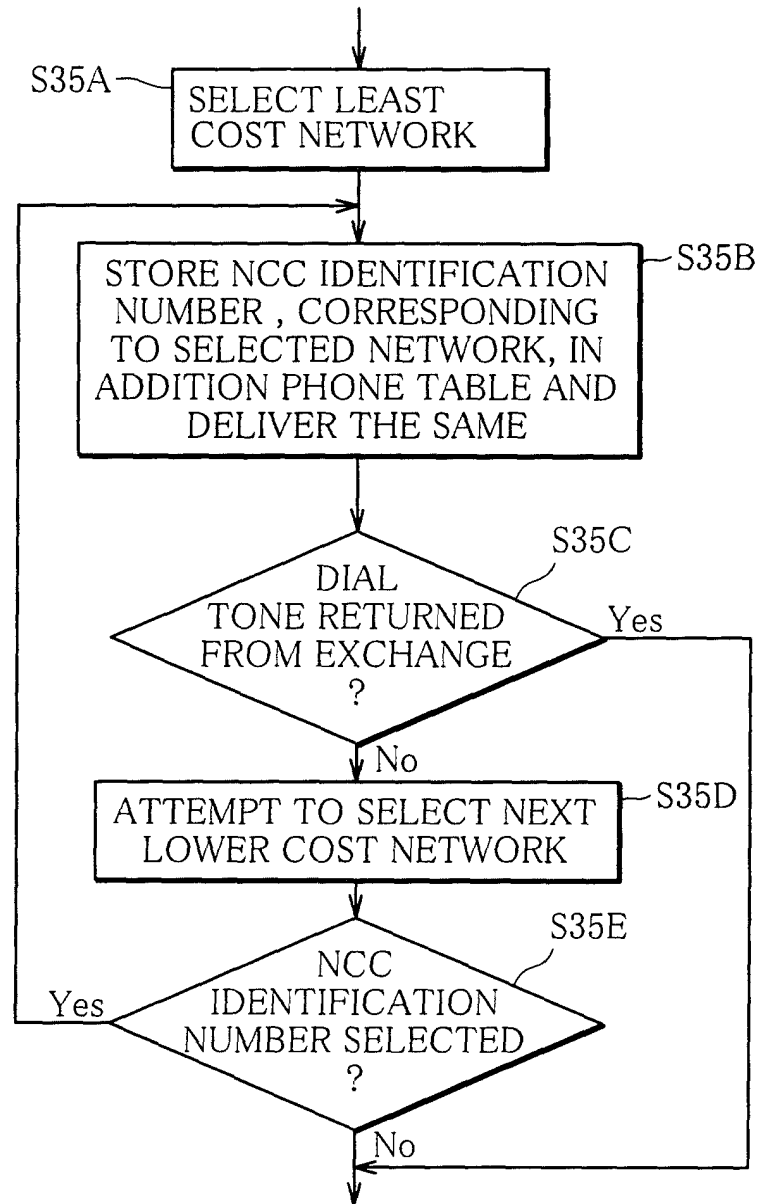 S35A
SELECT LEAST
COST NETWORK
S35B
STORE NCC IDENTIFICATION
NUMBER , CORRESPONDING
TO SELECTED NETWORK, IN
ADDITION PHONE TABLE AND
DELIVER THE SAME
S35C
DIAL
TONE RETURNED
FROM EXCHANGE
?
Yes
No
S35D
ATTEMPT TO SELECT NEXT
LOWER COST NETWORK
S35E
NCC
IDENTIFICATION
NUMBER SELECTED
?
Yes
No